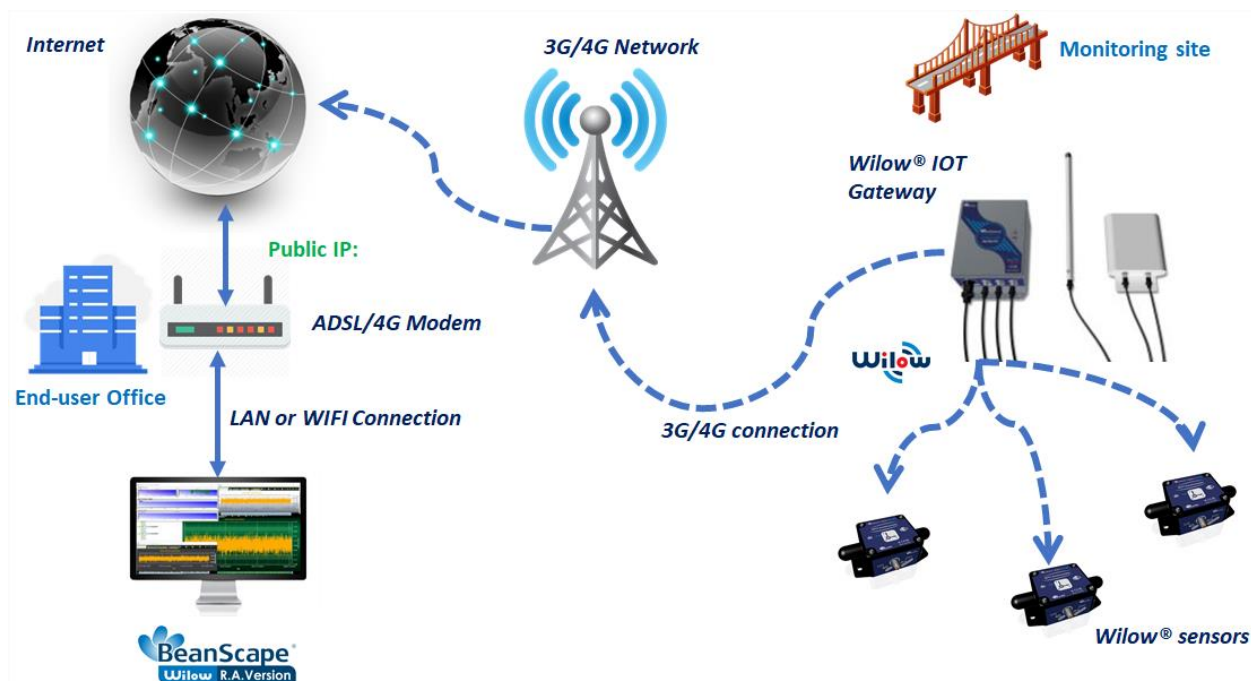 Internet
3G/4G Network
Monitoring site
Wilow® IOT
Gateway
Public IP:
ADSL/4G Modem
End-user Office
LAN or WIFI Connection
Wilow
3G/4G connection
Wilow® sensors
BeanScape®
Wilow R.A.Version